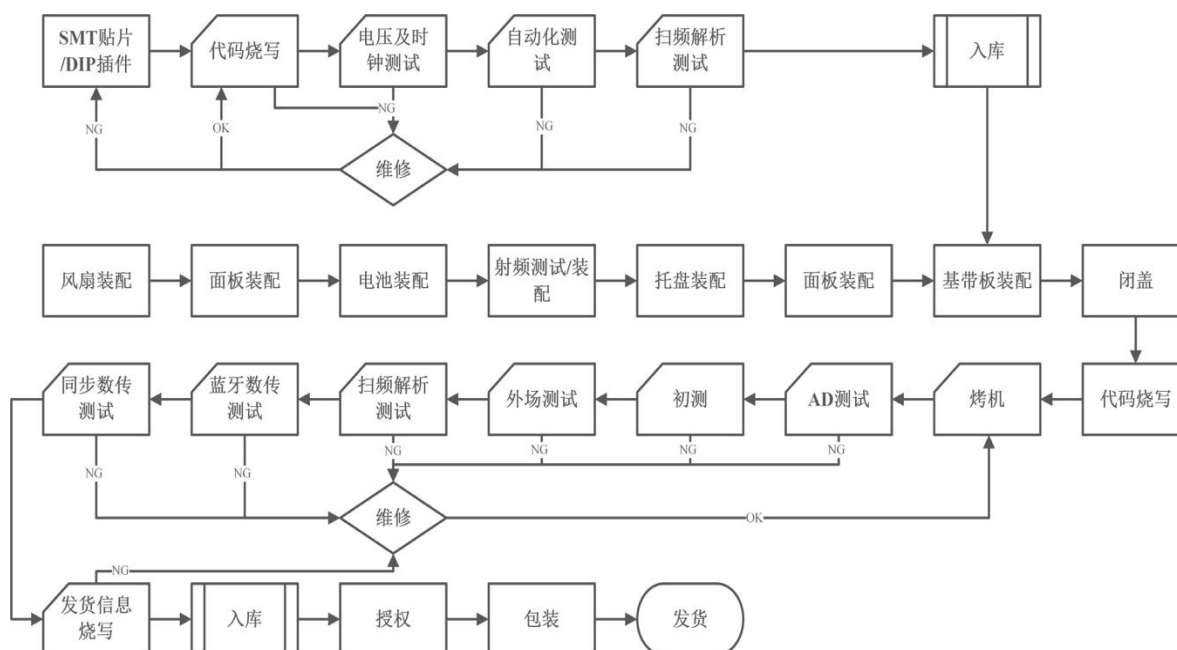 SMT贴片
/DIP插件
代码烧写
电压及时
钟测试
自动化测
试
扫频解析
测试
入库
NG
OK
NG
NG
NG
维修
风扇装配
面板装配
电池装配
射频测试/装
配
托盘装配
面板装配
基带板装配
闭盖
同步数传
测试
蓝牙数传
测试
扫频解析
测试
外场测试
初测
AD测试
烤机
代码烧写
NG
NG
NG
NG
NG
NG
维修
OK
NG
发货信息
烧写
入库
授权
包装
发货